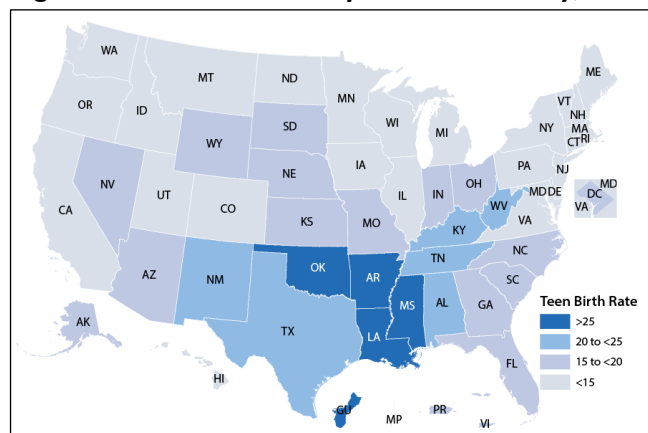 WA
MT
ND
MN
ME
OR
ID
WY
SD
WI
MI
VT
NH
NY
MA
CT RI
NV
UT
CO
NE
IA
IL
IN
OH
PA
NJ
CA
KS
MO
KY
WV
VA
MD DE
MD
DC
VA
AZ
NM
OK
AR
TN
NC
SC
TX
LA
MS
AL
GA
FL
AK
HI
GU
MP
PR
VI
Teen Birth Rate
>25
20 to <25
15 to <20
<15